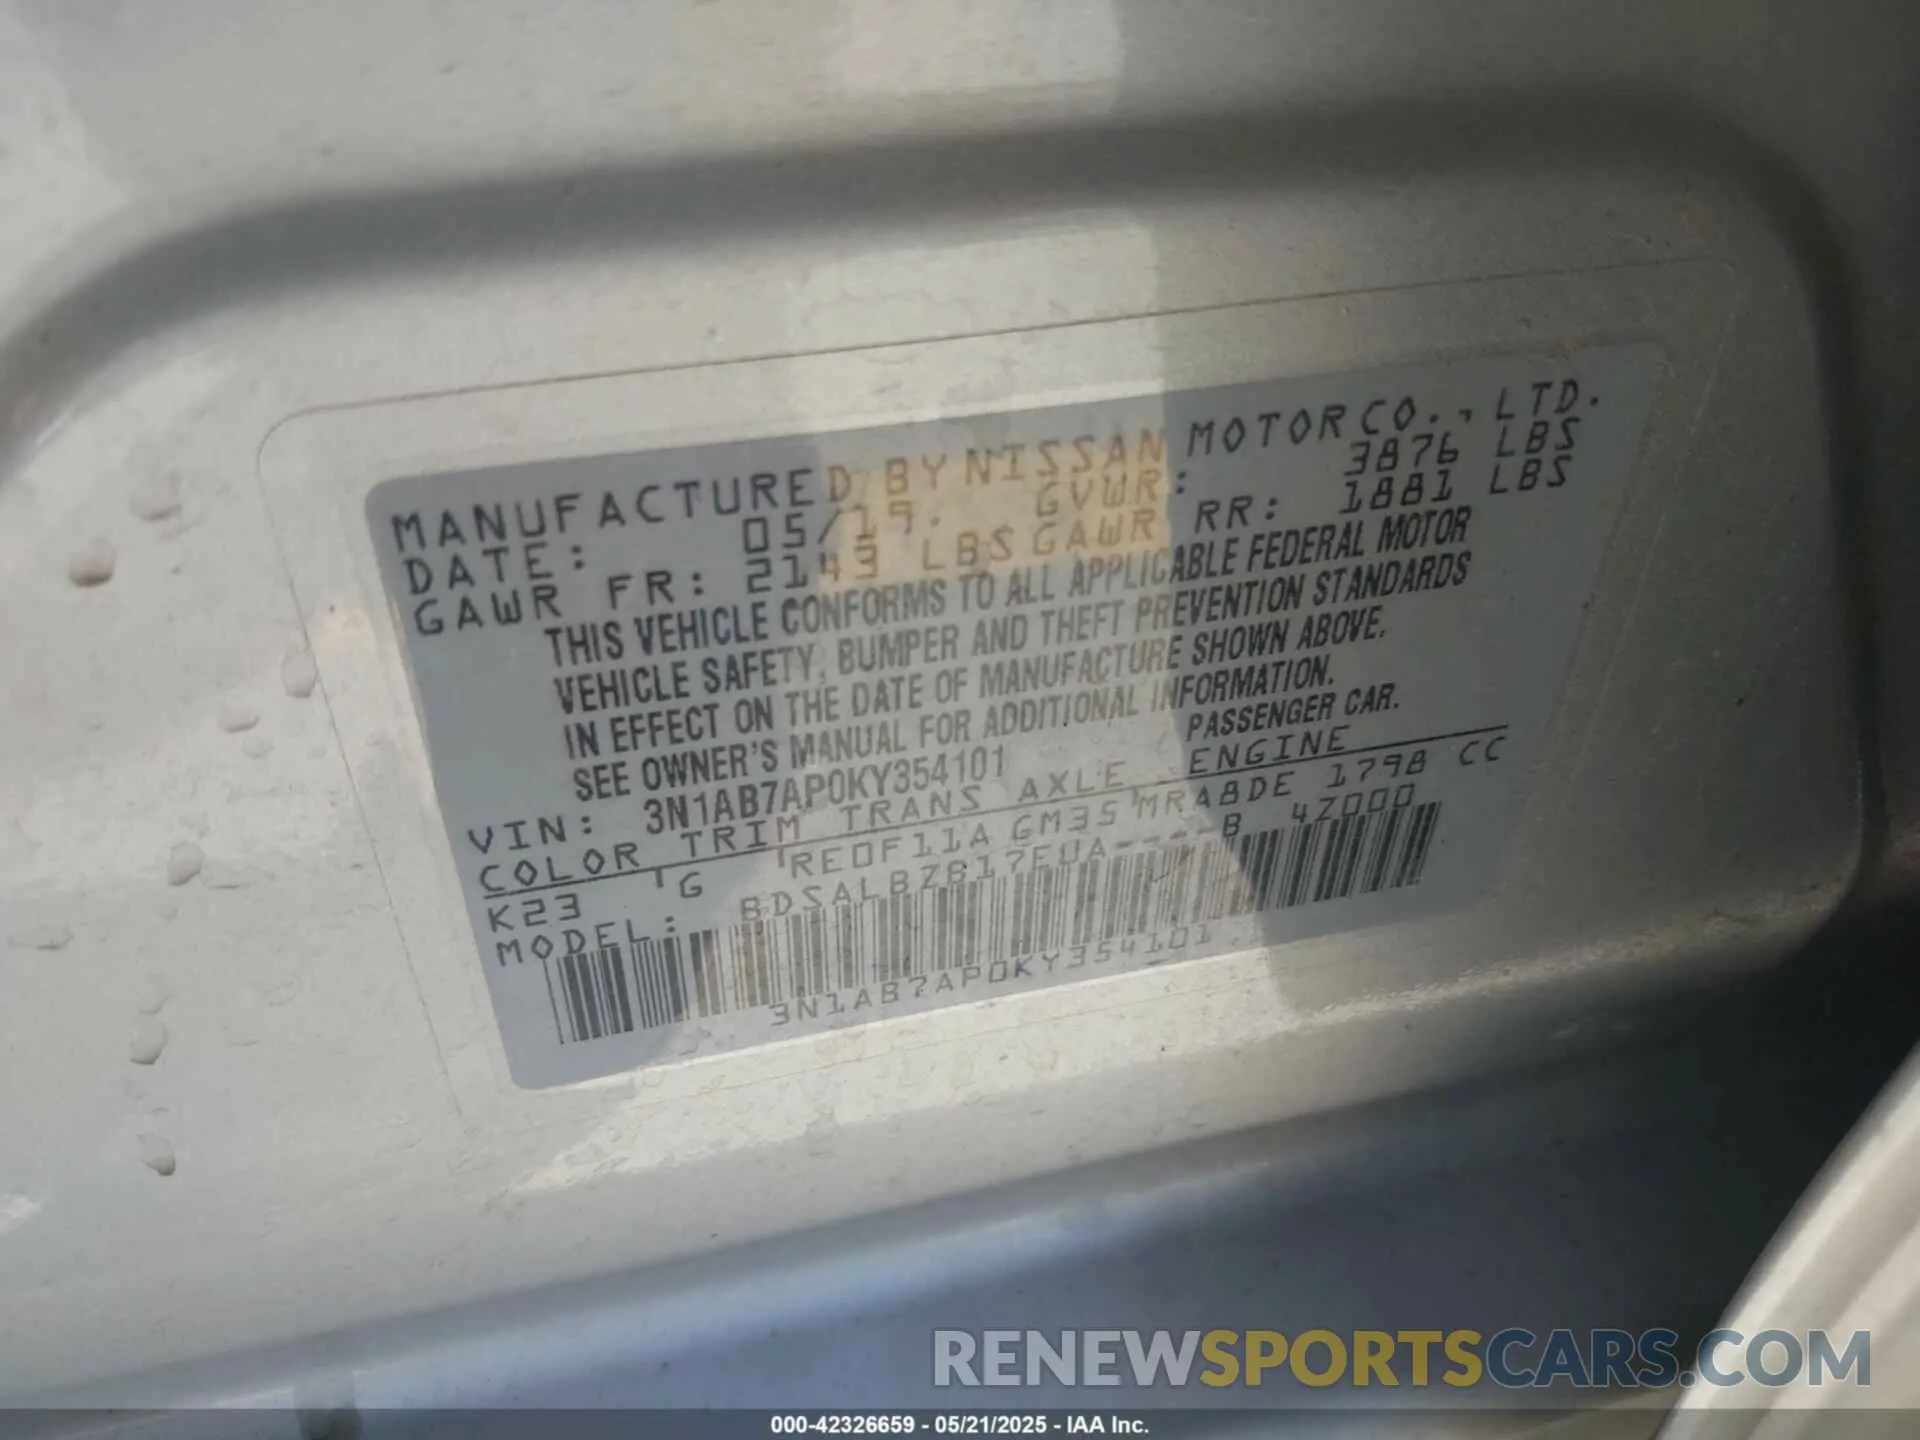 MANUFACTURED BY NISSAN MOTOR CO., LTD.
DATE: 05/19. GVWR: 3876 LBS
GAWR FR: 2143 LBS GAWR RR: 1881 LBS
THIS VEHICLE CONFORMS TO ALL APPLICABLE FEDERAL MOTOR
VEHICLE SAFETY, BUMPER AND THEFT PREVENTION STANDARDS
IN EFFECT ON THE DATE OF MANUFACTURE SHOWN ABOVE.
SEE OWNER'S MANUAL FOR ADDITIONAL INFORMATION.
VIN: 3N1AB7AP0KY354101 PASSENGER CAR.
COLOR TRIM TRANS AXLE ENGINE
K23 G RE0F11A GM35 MRA8DE 1798 CC
MODEL: BDSALBZB17EUA----B 4Z000
3N1AB7AP0KY354101
RENEWSPORTSCARS.COM
000-42326659 - 05/21/2025 - IAA Inc.